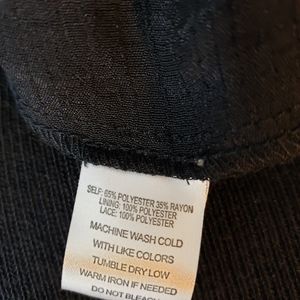 SELF: 65% POLYESTER 35% RAYON
LINING: 100% POLYESTER
LACE: 100% POLYESTER
MACHINE WASH COLD
WITH LIKE COLORS
TUMBLE DRY LOW
WARM IRON IF NEEDED
DO NOT BLEACH